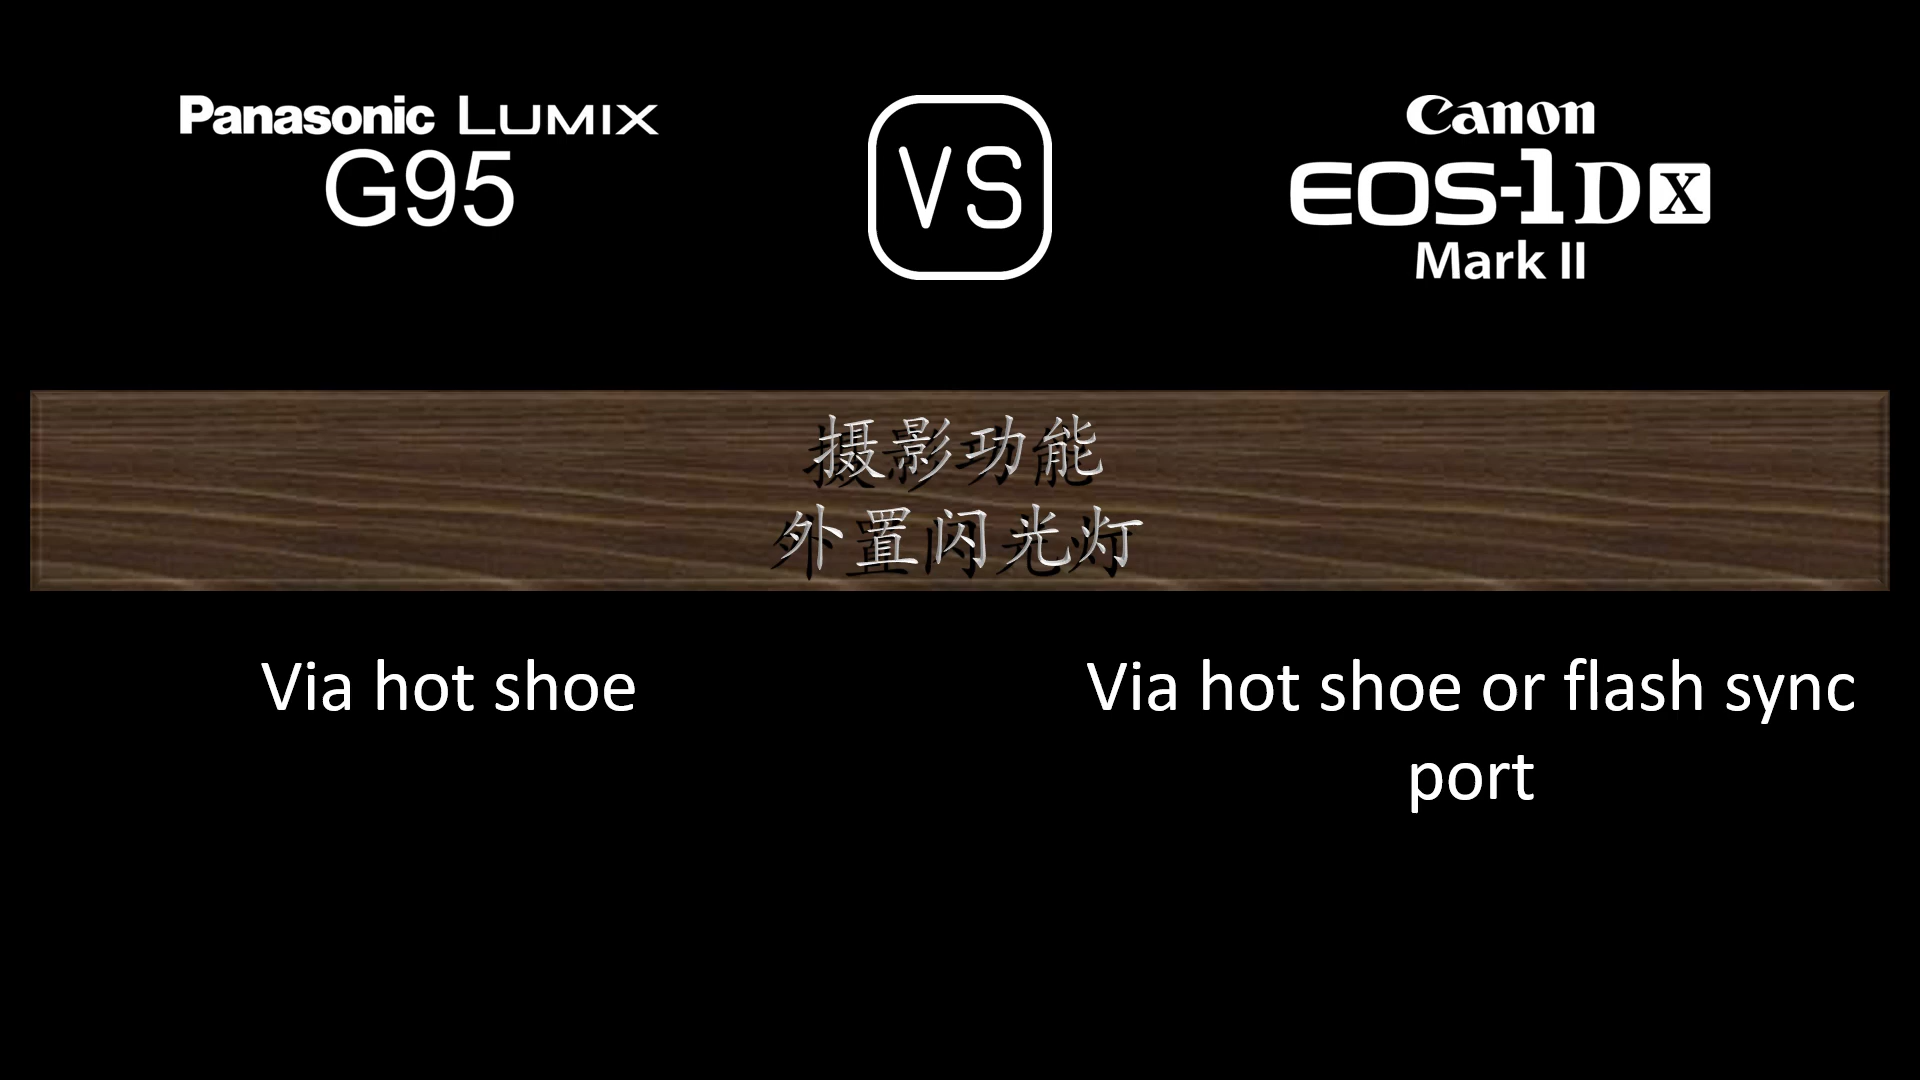 Panasonic LUMIX
G95
VS
Canon
EOS-1DX
Mark II
摄影功能
外置闪光灯
Via hot shoe
Via hot shoe or flash sync
port